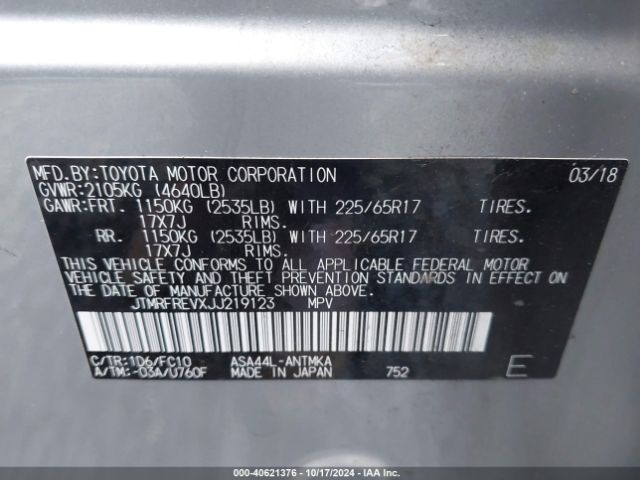 MFD.BY:TOYOTA MOTOR CORPORATION 03/18
GVWR:2105KG (4640LB)
GAWR:FRT. 1150KG (2535LB) WITH 225/65R17 TIRES.
17X7J RIMS.
RR. 1150KG (2535LB) WITH 225/65R17 TIRES.
17X7J RIMS.
THIS VEHICLE CONFORMS TO ALL APPLICABLE FEDERAL MOTOR
VEHICLE SAFETY AND THEFT PREVENTION STANDARDS IN EFFECT ON
THE DATE OF MANUFACTURE SHOWN ABOVE.
JTMRFREVXJJ219123 MPV
C/TR:1D6/FC10 ASA44L-ANTMKA
A/TM:-03A/U760F MADE IN JAPAN 752 E
000-40621376 - 10/17/2024 - IAAI.COM